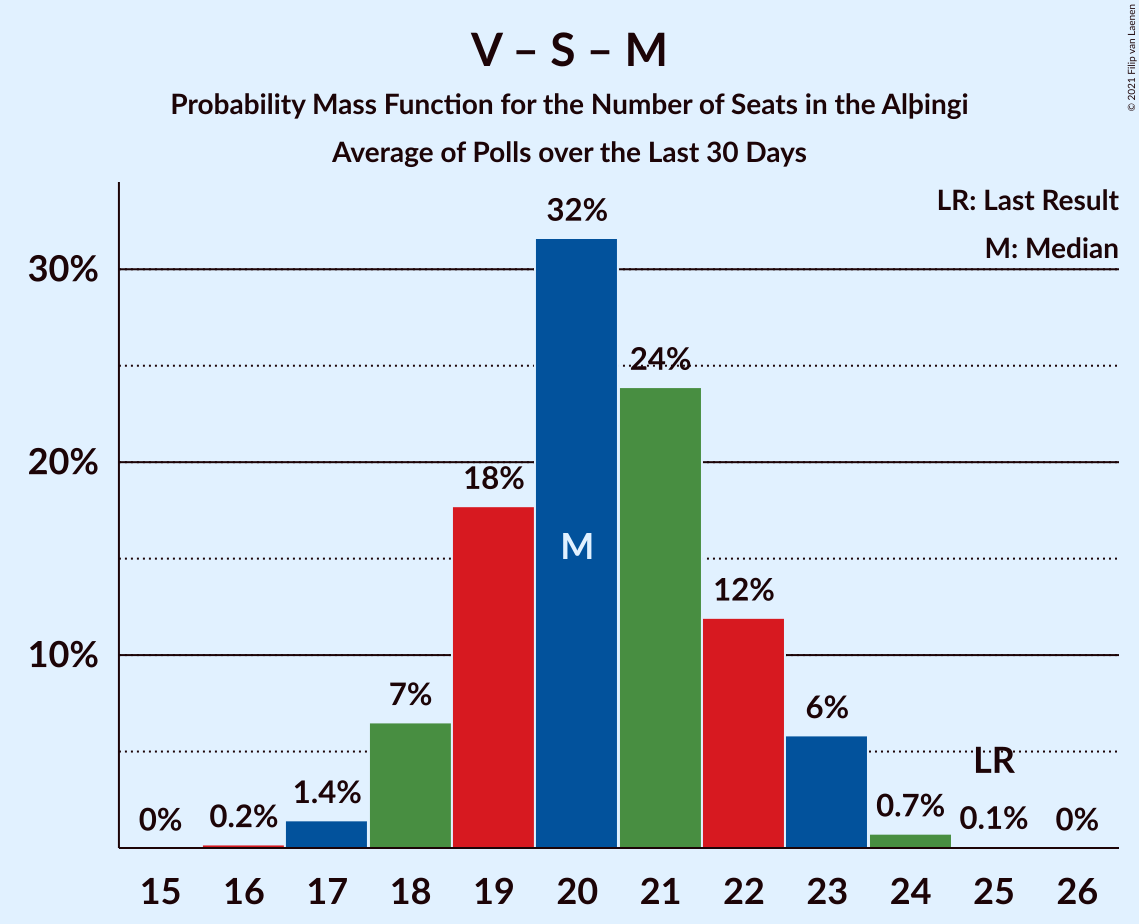 V – S – M
Probability Mass Function for the Number of Seats in the Alþingi
Average of Polls over the Last 30 Days
© 2021 Filip van Laenen
LR: Last Result
M: Median
32%
30%
24%
20%
18%
M
12%
10%
7%
6%
LR
1.4%
0.7%
0% 0.2% 0.1% 0%
15 16 17 18 19 20 21 22 23 24 25 26